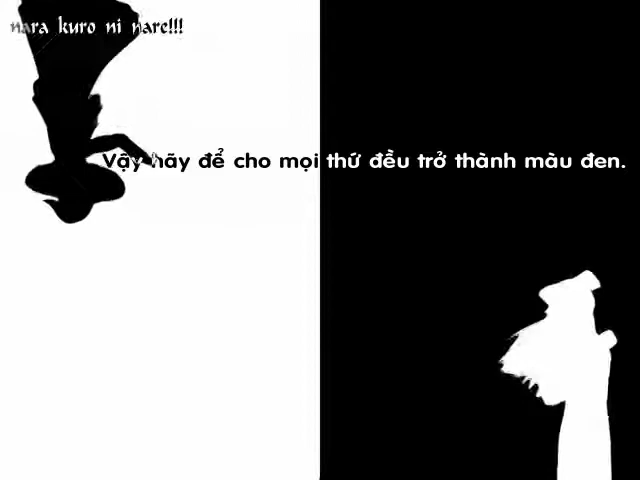 nara kuro ni nare!!!
Vậy hãy để cho mọi thứ đều trở thành màu đen.